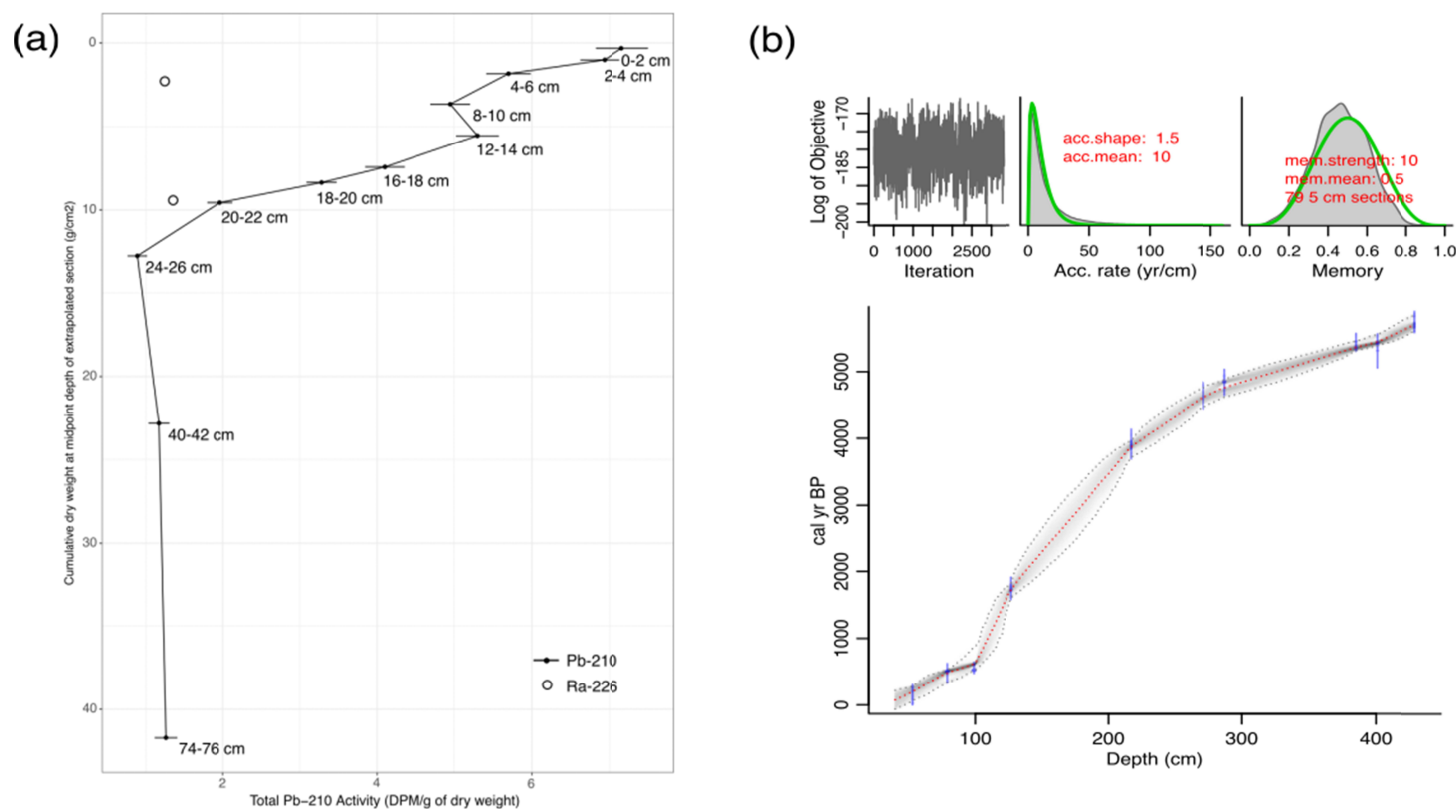 (a)
Cumulative dry weight at midpoint depth of extrapolated section (g/cm2)
0
10
20
30
40
0-2 cm
2-4 cm
4-6 cm
8-10 cm
12-14 cm
16-18 cm
18-20 cm
20-22 cm
24-26 cm
40-42 cm
74-76 cm
Pb-210
Ra-226
2
4
6
Total Pb−210 Activity (DPM/g of dry weight)
(b)
Log of Objective
-170
-185
-200
0
1000
2500
Iteration
acc.shape: 1.5
acc.mean: 10
0
50
100
150
Acc. rate (yr/cm)
mem.strength: 10
mem.mean: 0.5
79 5 cm sections
0.0
0.2
0.4
0.6
0.8
1.0
Memory
cal yr BP
5000
4000
3000
2000
1000
0
100
200
300
400
Depth (cm)